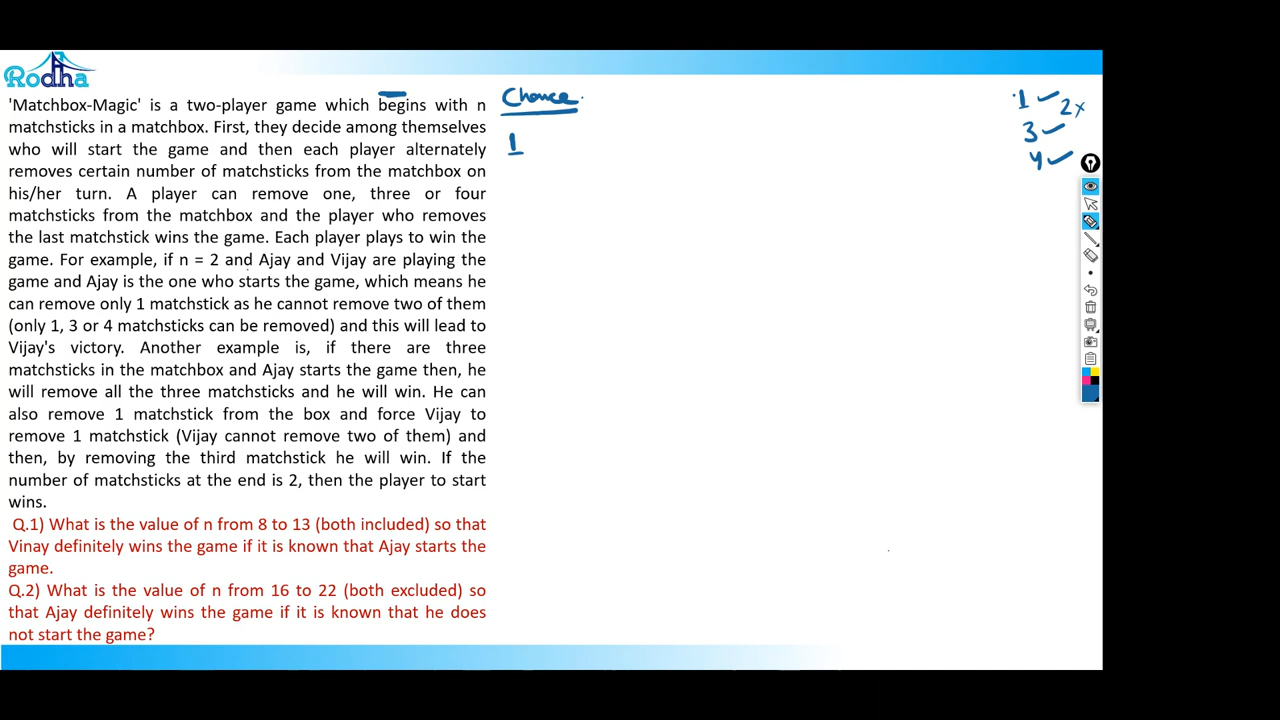 Rodha
'Matchbox-Magic' is a two-player game which begins with n
matchsticks in a matchbox. First, they decide among themselves
who will start the game and then each player alternately
removes certain number of matchsticks from the matchbox on
his/her turn. A player can remove one, three or four
matchsticks from the matchbox and the player who removes
the last matchstick wins the game. Each player plays to win the
game. For example, if n = 2 and Ajay and Vijay are playing the
game and Ajay is the one who starts the game, which means he
can remove only 1 matchstick as he cannot remove two of them
(only 1, 3 or 4 matchsticks can be removed) and this will lead to
Vijay's victory. Another example is, if there are three
matchsticks in the matchbox and Ajay starts the game then, he
will remove all the three matchsticks and he will win. He can
also remove 1 matchstick from the box and force Vijay to
remove 1 matchstick (Vijay cannot remove two of them) and
then, by removing the third matchstick he will win. If the
number of matchsticks at the end is 2, then the player to start
wins.
Q.1) What is the value of n from 8 to 13 (both included) so that
Vinay definitely wins the game if it is known that Ajay starts the
game.
Q.2) What is the value of n from 16 to 22 (both excluded) so
that Ajay definitely wins the game if it is known that he does
not start the game?
Chance
1
1 ✓ 2×
3 ✓
4 ✓